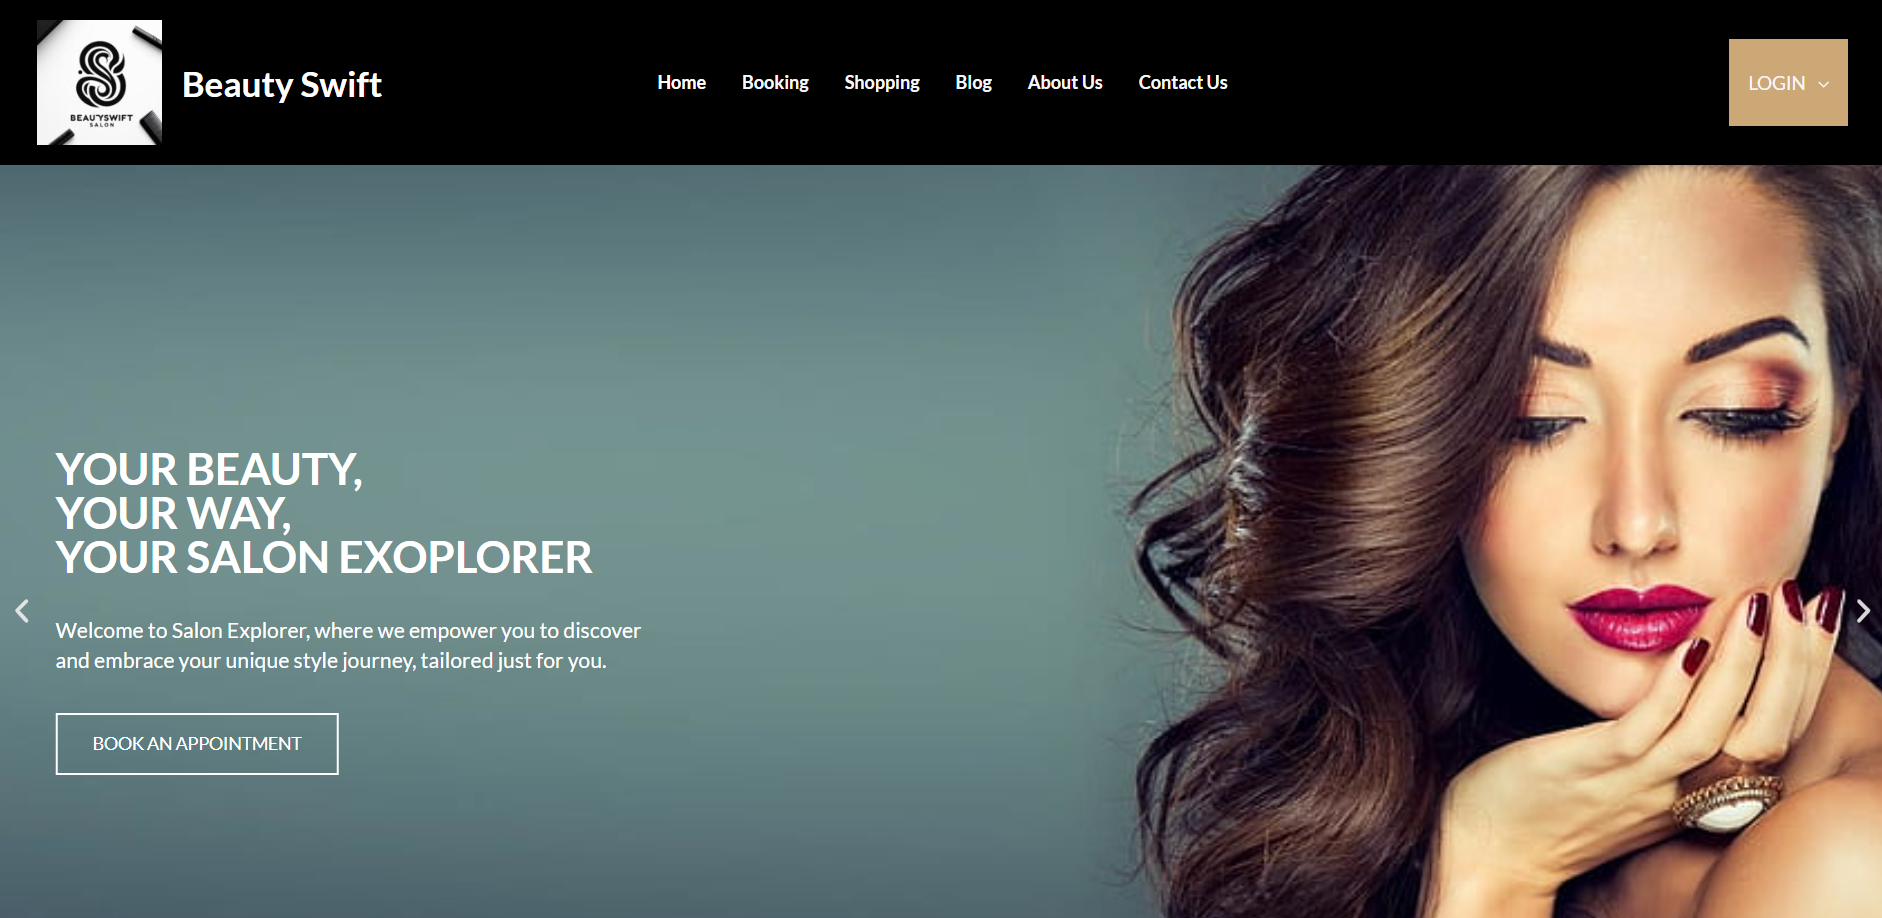 BEAUTYSWIFT
SALON
Beauty Swift
Home
Booking
Shopping
Blog
About Us
Contact Us
LOGIN
YOUR BEAUTY,
YOUR WAY,
YOUR SALON EXOPLORER
Welcome to Salon Explorer, where we empower you to discover
and embrace your unique style journey, tailored just for you.
BOOK AN APPOINTMENT